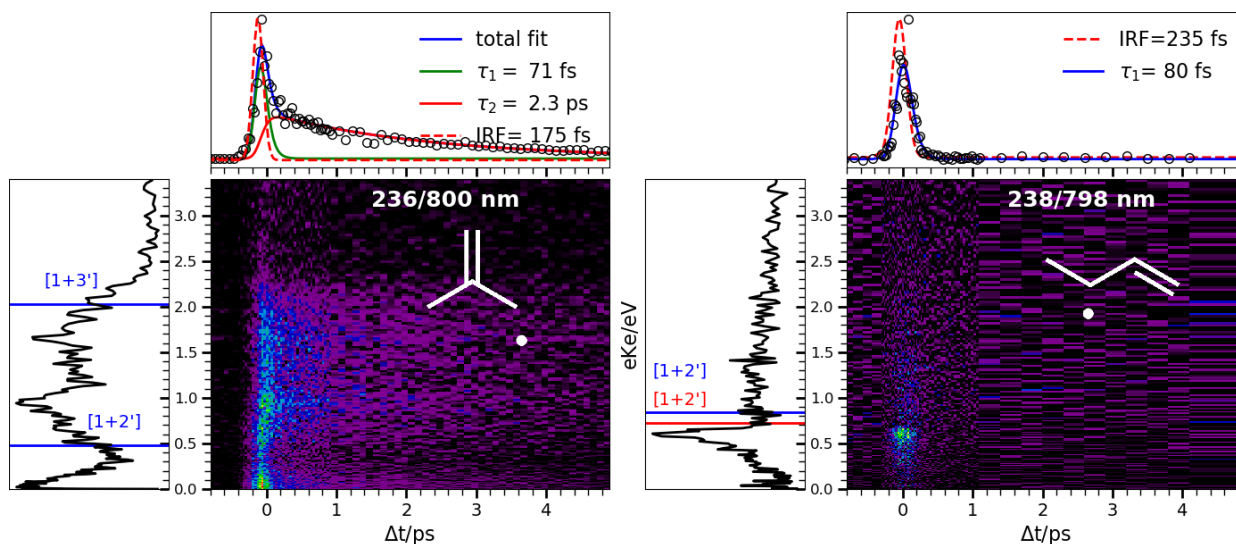 total fit
τ₁ = 71 fs
τ₂ = 2.3 ps
IRF= 175 fs
IRF=235 fs
τ₁= 80 fs
[1+3']
[1+2']
236/800 nm
3.5
3.0
2.5
2.0
1.5
1.0
0.5
0.0
0 1 2 3 4
Δt/ps
eKe/eV
[1+2']
[1+2']
238/798 nm
3.0
2.5
2.0
1.5
1.0
0.5
0.0
0 1 2 3 4
Δt/ps